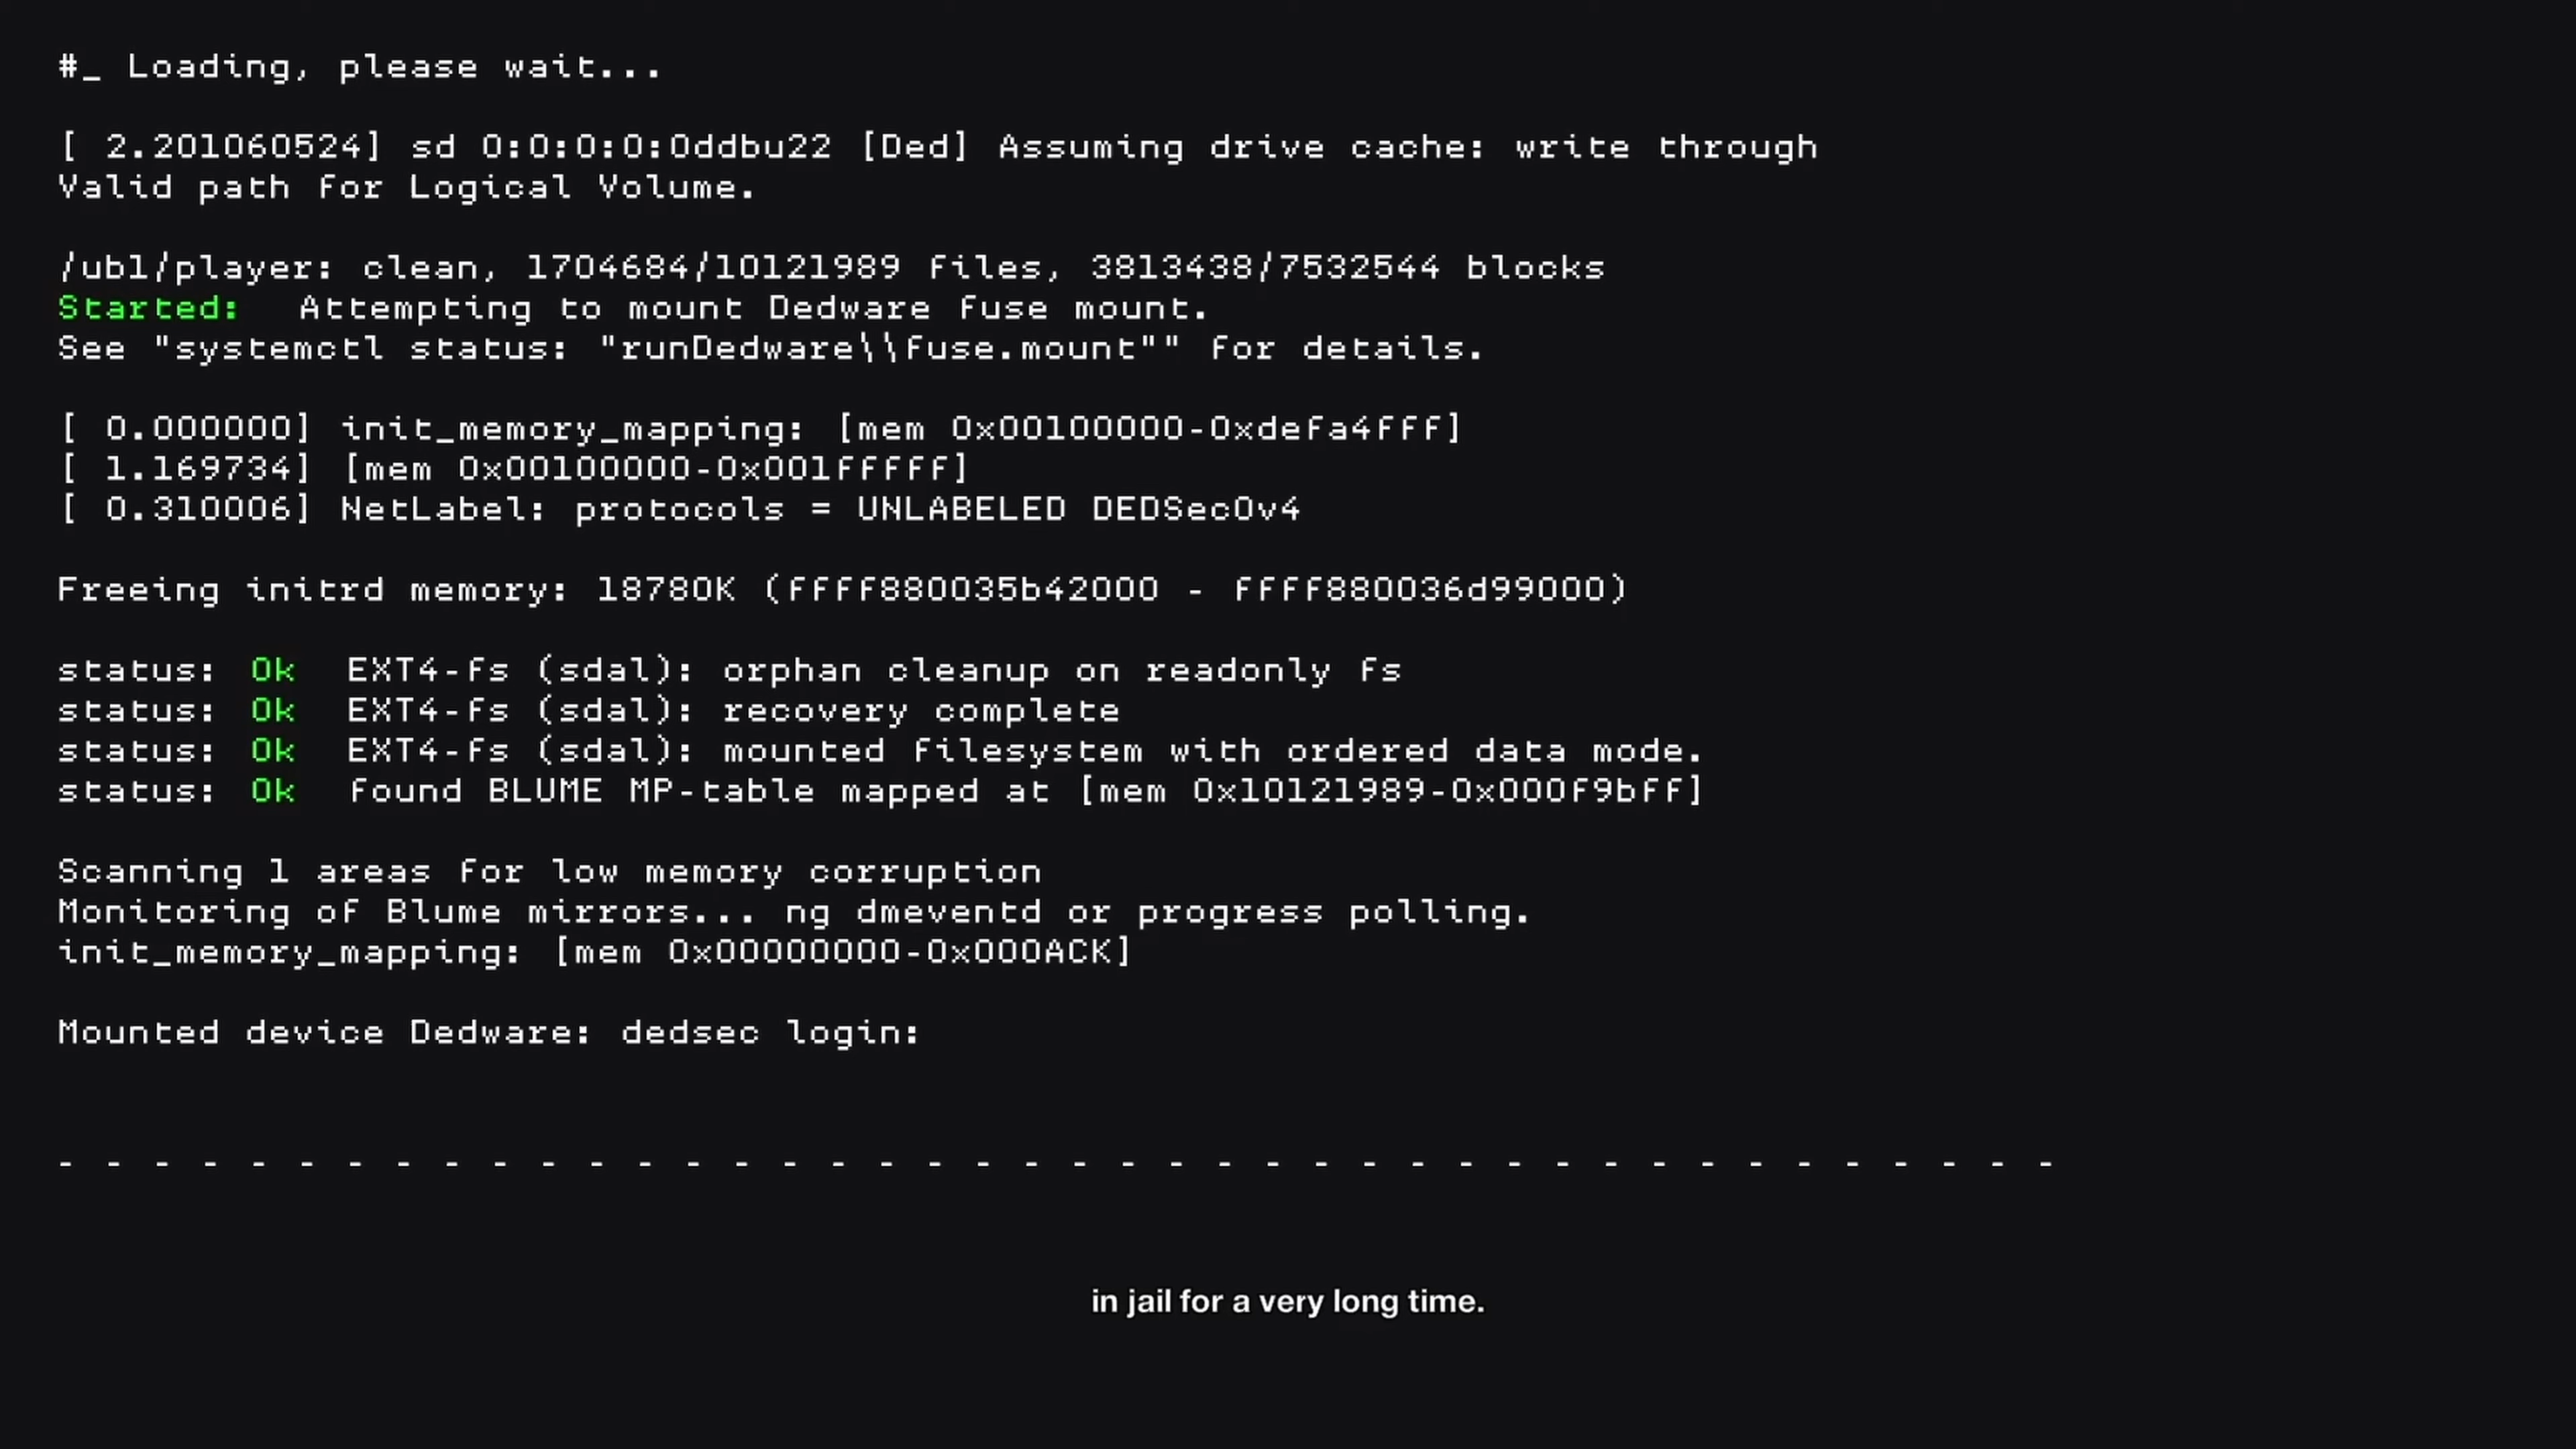 #_ Loading, please wait...
[ 2.201060524] sd 0:0:0:0:0ddbu22 [Ded] Assuming drive cache: write through
Valid path for Logical Volume.
/ubl/player: clean, 1704684/10121989 files, 3813438/7532544 blocks
Started: Attempting to mount Dedware fuse mount.
See "systemctl status: "runDedware\\fuse.mount"" for details.
[ 0.000000] init_memory_mapping: [mem 0x00100000-0xdefa4fff]
[ 1.169734] [mem 0x00100000-0x001fffff]
[ 0.310006] NetLabel: protocols = UNLABELED DEDSec0v4
Freeing initrd memory: 18780K (ffff880035b42000 - ffff880036d99000)
status: Ok EXT4-fs (sdal): orphan cleanup on readonly fs
status: Ok EXT4-fs (sdal): recovery complete
status: Ok EXT4-fs (sdal): mounted filesystem with ordered data mode.
status: Ok found BLUME MP-table mapped at [mem 0x10121989-0x000f9bff]
Scanning 1 areas for low memory corruption
Monitoring of Blume mirrors... ng dmeventd or progress polling.
init_memory_mapping: [mem 0x00000000-0x000ACK]
Mounted device Dedware: dedsec login:
- - - - - - - - - - - - - - - - - - - - - - - - - - - - - - - - - - - - - - - - - -
in jail for a very long time.